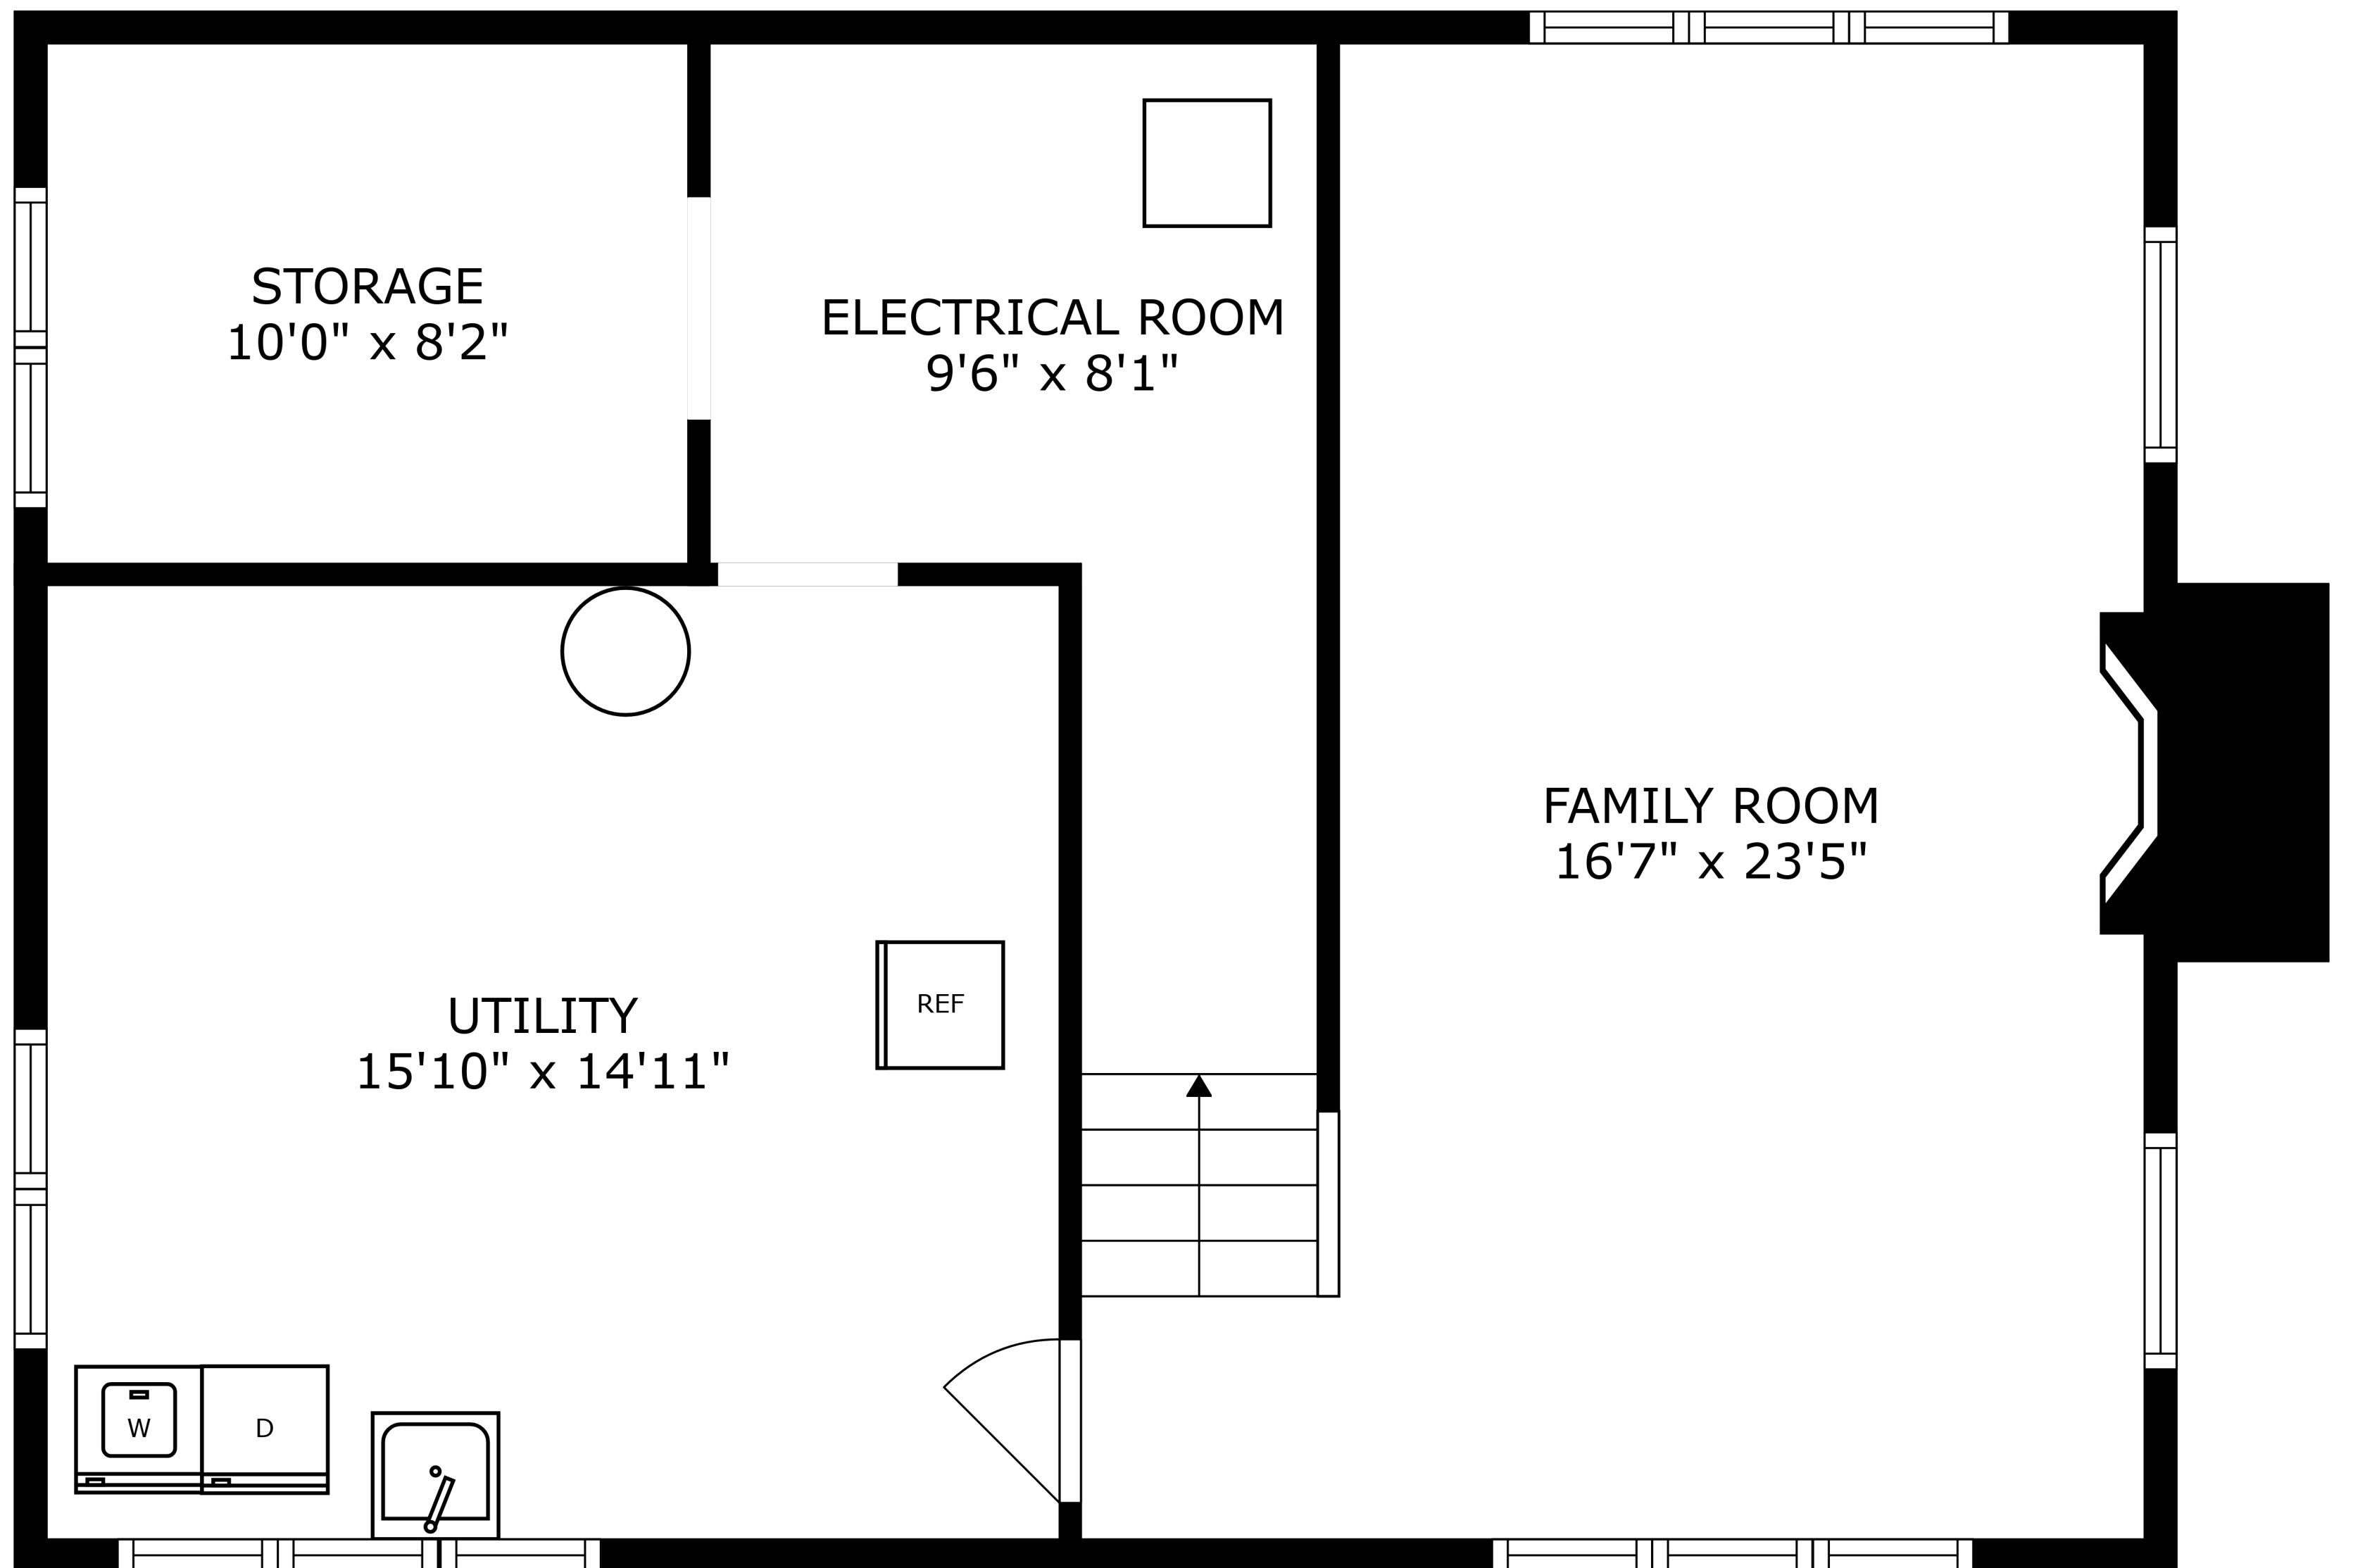 STORAGE
10'0" x 8'2"
ELECTRICAL ROOM
9'6" x 8'1"
FAMILY ROOM
16'7" x 23'5"
UTILITY
15'10" x 14'11"
REF
W
D